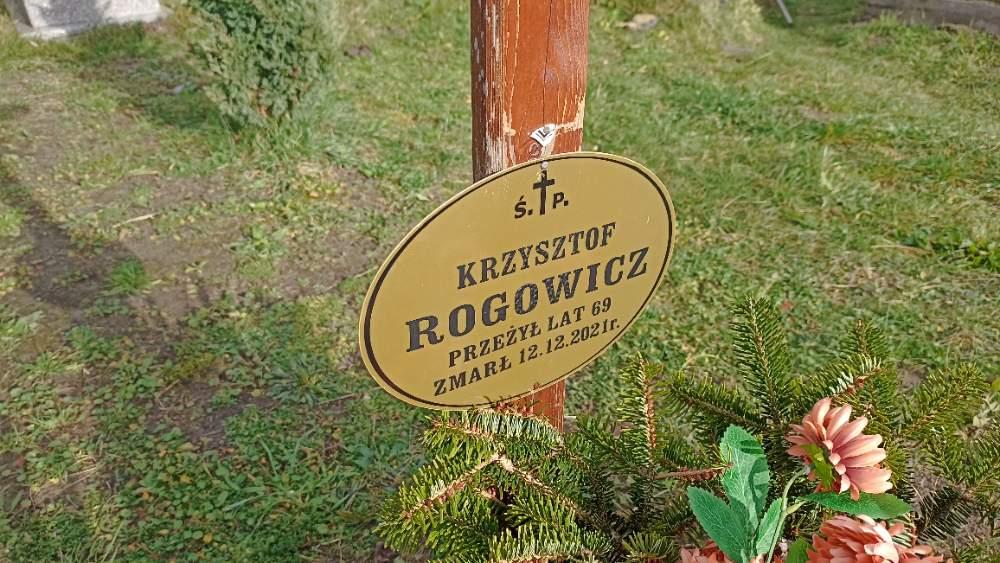 Ś. P.
KRZYSZTOF
ROGOWICZ
PRZEŻYŁ LAT 69
ZMARŁ 12.12.2021r.